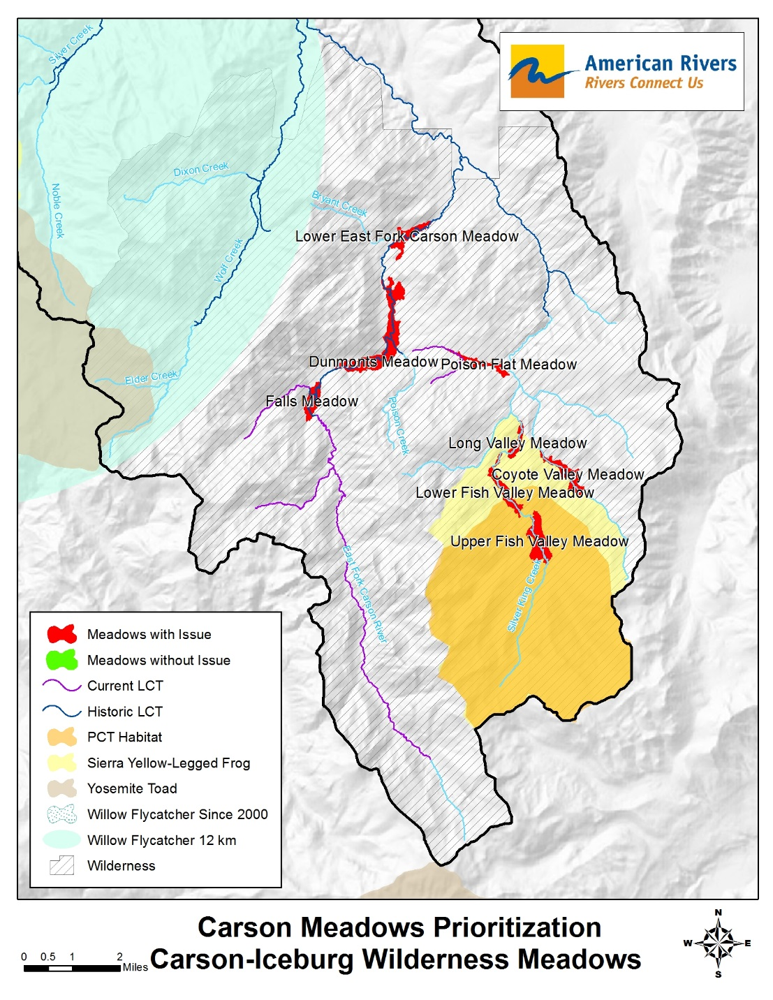 Silver Creek
American Rivers
Rivers Connect Us
Dixon Creek
Noble Creek
Bryant Creek
Lower East Fork Carson Meadow
Wolf Creek
Dunmonts Meadow
Poison Flat Meadow
Elder Creek
Falls Meadow
Poison Creek
Long Valley Meadow
Coyote Valley Meadow
Lower Fish Valley Meadow
Upper Fish Valley Meadow
East Fork Carson River
Silver King Creek
Meadows with Issue
Meadows without Issue
Current LCT
Historic LCT
PCT Habitat
Sierra Yellow-Legged Frog
Yosemite Toad
Willow Flycatcher Since 2000
Willow Flycatcher 12 km
Wilderness
Carson Meadows Prioritization
Carson-Iceburg Wilderness Meadows
0 0.5 1 2
Miles
N
W E
S